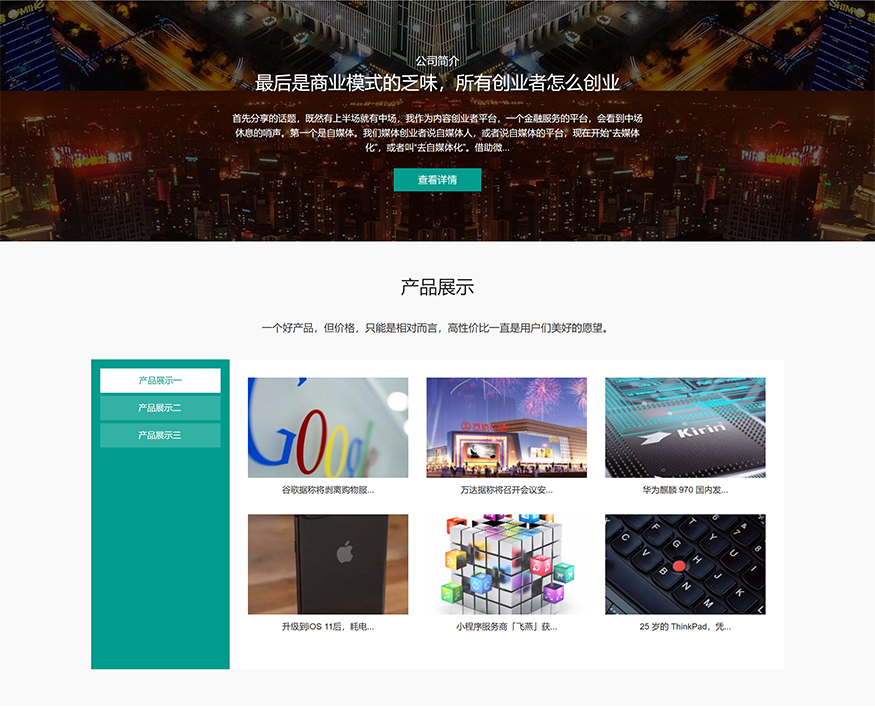 公司简介
最后是商业模式的乏味，所有创业者怎么创业
首先分享的话题，既然有上半场就有中场，我作为内容创业者平台，一个金融服务的平台，会看到中场
休息的哨声。第一个是自媒体。我们媒体创业者说自媒体人，或者说自媒体的平台，现在开始“去媒体
化”，或者叫“去自媒体化”。借助微...
查看详情
产品展示
一个好产品，但价格，只能是相对而言，高性价比一直是用户们美好的愿望。
产品展示一
产品展示二
产品展示三
Google
Kirin
谷歌据称将剥离购物服...
万达据称将召开会议安...
华为麒麟 970 国内发...
升级到iOS 11后，耗电...
小程序服务商「飞燕」获...
25 岁的 ThinkPad，凭...